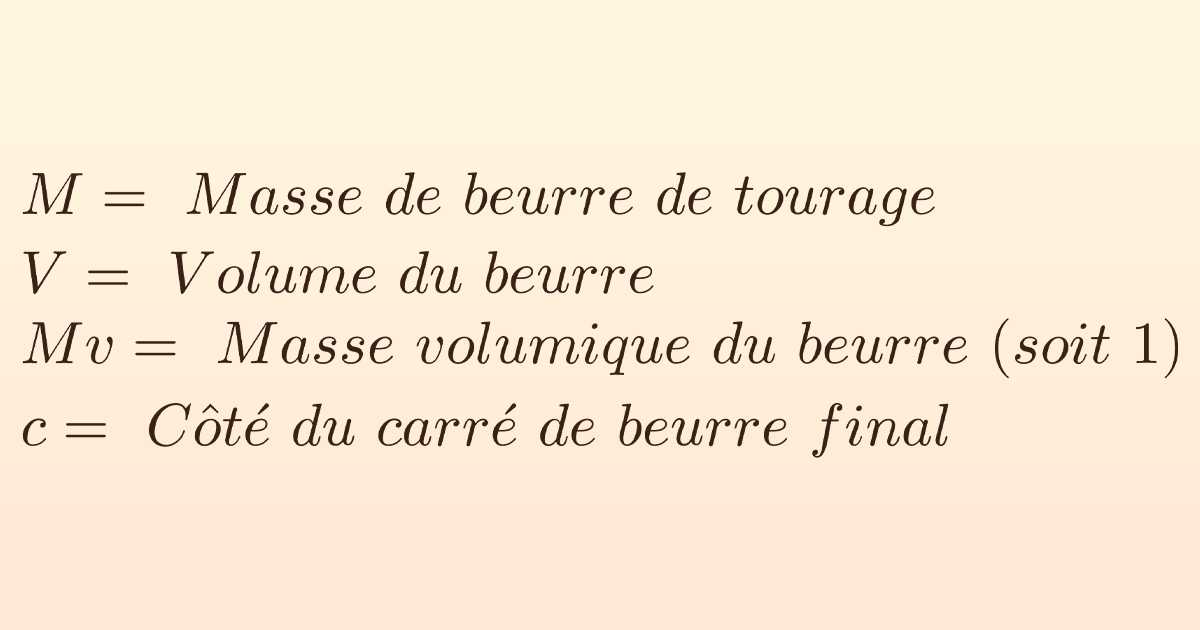 M = Masse de beurre de tourage
V = Volume du beurre
Mv = Masse volumique du beurre (soit 1)
c = Côté du carré de beurre final